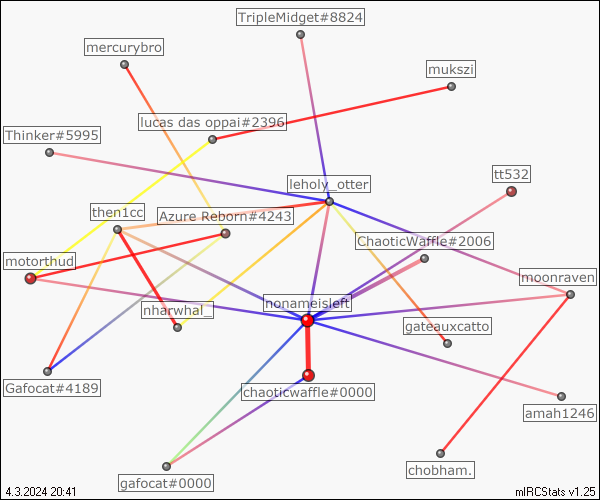 TripleMidget#8824
mercurybro
mukszi
lucas das oppai#2396
Thinker#5995
tt532
leholy_otter
then1cc
Azure Reborn#4243
ChaoticWaffle#2006
motorthud
moonraven
nonameisleft
nharwhal_
gateauxcatto
Gafocat#4189
chaoticwaffle#0000
amah1246
chobham.
gafocat#0000
4.3.2024 20:41
mIRCStats v1.25